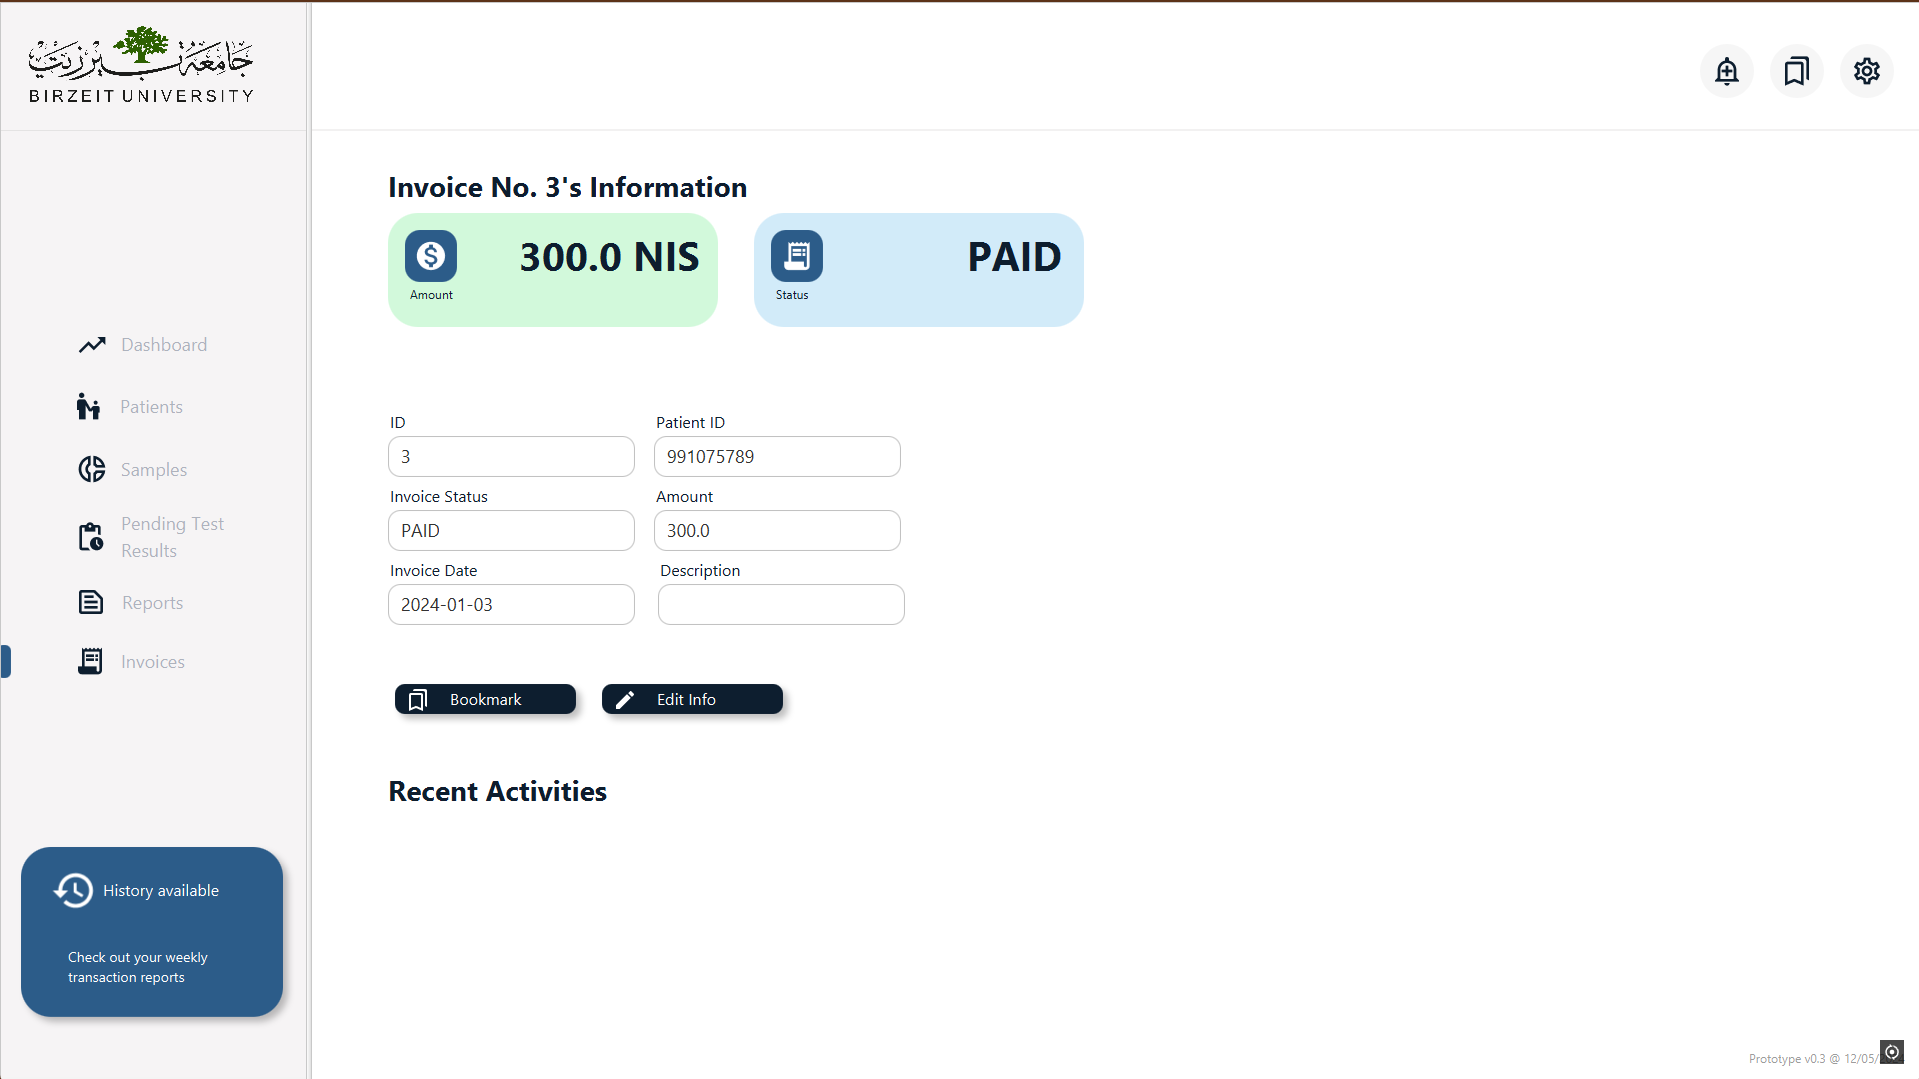 جامعة بيرزيت
BIRZEIT UNIVERSITY
Dashboard
Patients
Samples
Pending Test
Results
Reports
Invoices
History available
Check out your weekly
transaction reports
Invoice No. 3's Information
300.0 NIS
Amount
PAID
Status
ID
Patient ID
3
991075789
Invoice Status
Amount
PAID
300.0
Invoice Date
Description
2024-01-03
Bookmark
Edit Info
Recent Activities
Prototype v0.3 @ 12/05/